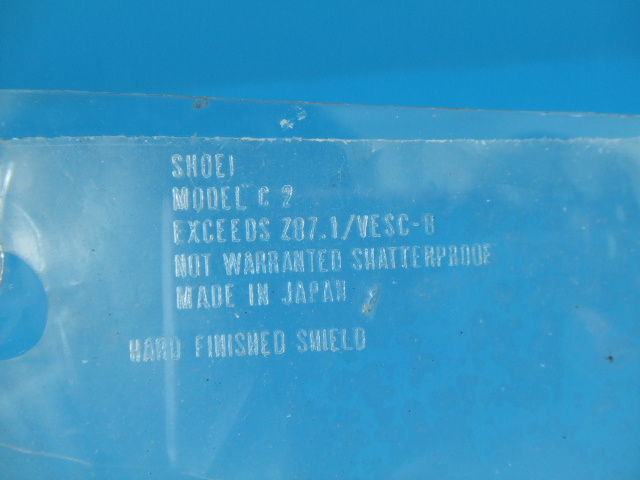 SHOEI
MODEL C 2
EXCEEDS Z87.1/VESC-8
NOT WARRANTED SHATTERPROOF
MADE IN JAPAN
HARD FINISHED SHIELD